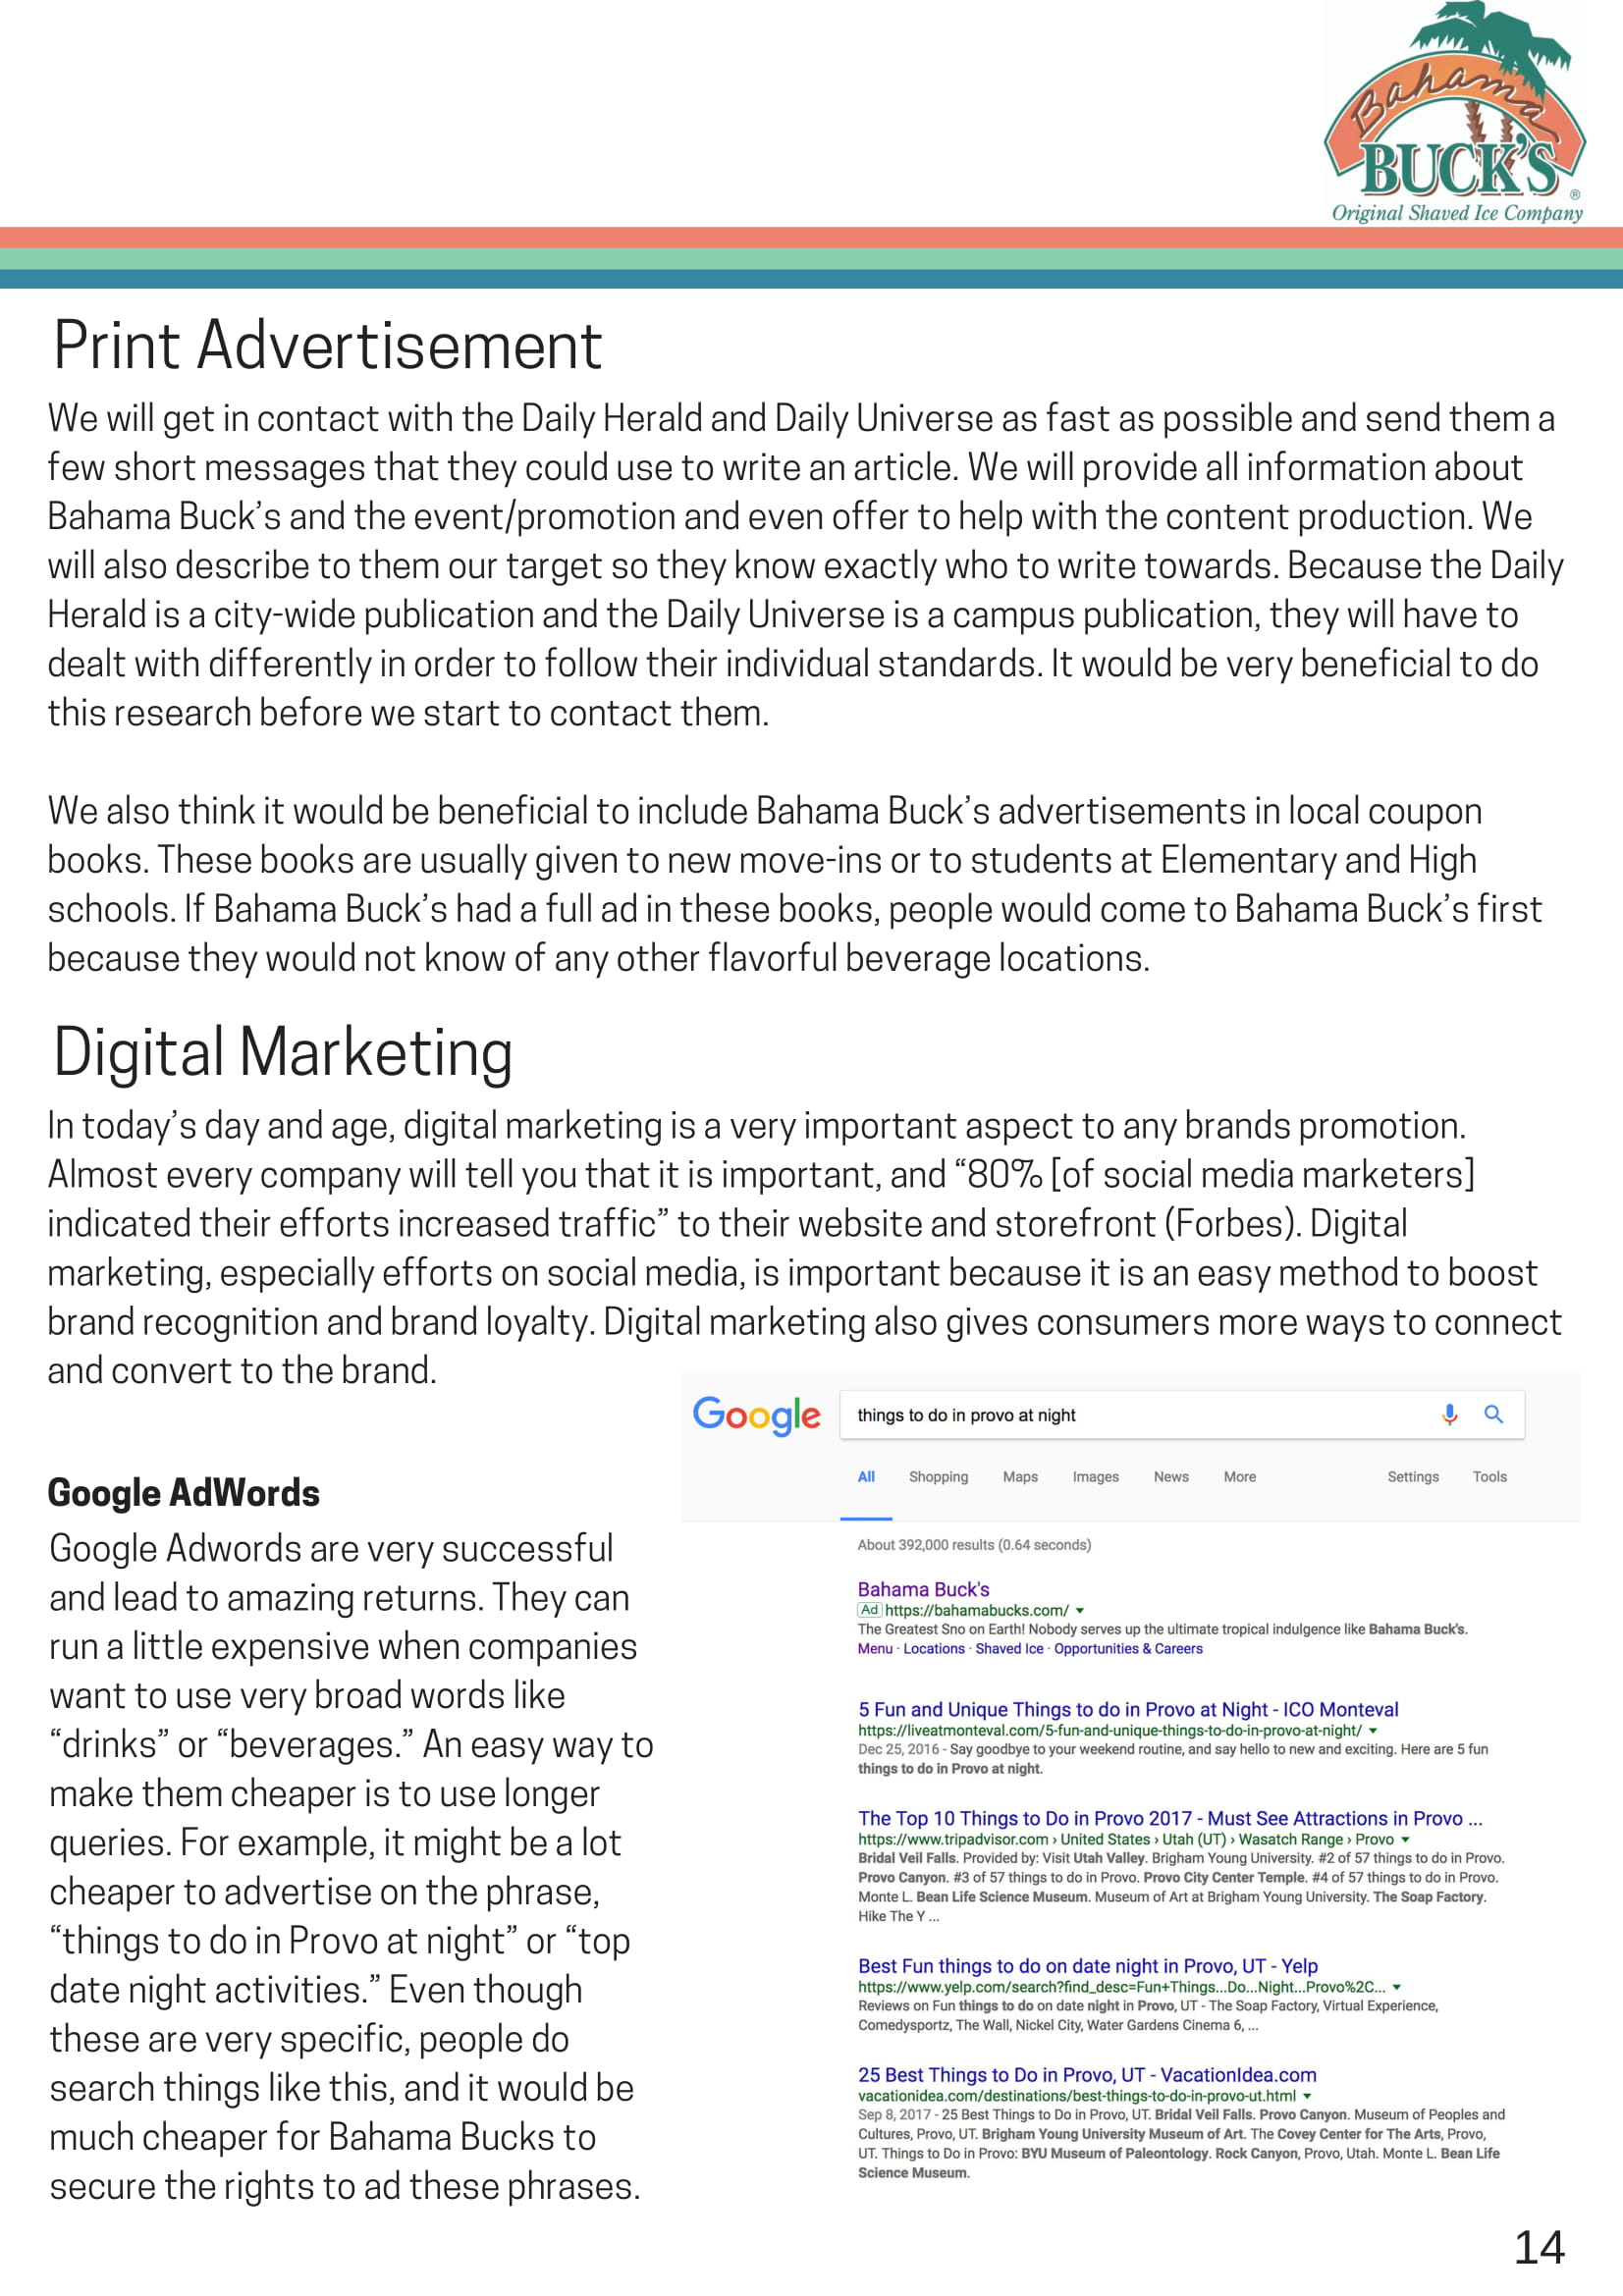 Bahama
BUCK'S ®
Original Shaved Ice Company
Print Advertisement
We will get in contact with the Daily Herald and Daily Universe as fast as possible and send them a
few short messages that they could use to write an article. We will provide all information about
Bahama Buck’s and the event/promotion and even offer to help with the content production. We
will also describe to them our target so they know exactly who to write towards. Because the Daily
Herald is a city-wide publication and the Daily Universe is a campus publication, they will have to
dealt with differently in order to follow their individual standards. It would be very beneficial to do
this research before we start to contact them.
We also think it would be beneficial to include Bahama Buck’s advertisements in local coupon
books. These books are usually given to new move-ins or to students at Elementary and High
schools. If Bahama Buck’s had a full ad in these books, people would come to Bahama Buck’s first
because they would not know of any other flavorful beverage locations.
Digital Marketing
In today’s day and age, digital marketing is a very important aspect to any brands promotion.
Almost every company will tell you that it is important, and “80% [of social media marketers]
indicated their efforts increased traffic” to their website and storefront (Forbes). Digital
marketing, especially efforts on social media, is important because it is an easy method to boost
brand recognition and brand loyalty. Digital marketing also gives consumers more ways to connect
and convert to the brand.
Google AdWords
Google Adwords are very successful
and lead to amazing returns. They can
run a little expensive when companies
want to use very broad words like
“drinks” or “beverages.” An easy way to
make them cheaper is to use longer
queries. For example, it might be a lot
cheaper to advertise on the phrase,
“things to do in Provo at night” or “top
date night activities.” Even though
these are very specific, people do
search things like this, and it would be
much cheaper for Bahama Bucks to
secure the rights to ad these phrases.
Google things to do in provo at night
All Shopping Maps Images News More Settings Tools
About 392,000 results (0.64 seconds)
Bahama Buck's
Ad https://bahamabucks.com/
The Greatest Sno on Earth! Nobody serves up the ultimate tropical indulgence like Bahama Buck's.
Menu · Locations · Shaved Ice · Opportunities & Careers
5 Fun and Unique Things to do in Provo at Night - ICO Monteval
https://liveatmonteval.com/5-fun-and-unique-things-to-do-in-provo-at-night/
Dec 25, 2016 - Say goodbye to your weekend routine, and say hello to new and exciting. Here are 5 fun
things to do in Provo at night.
The Top 10 Things to Do in Provo 2017 - Must See Attractions in Provo ...
https://www.tripadvisor.com › United States › Utah (UT) › Wasatch Range › Provo
Bridal Veil Falls. Provided by: Visit Utah Valley. Brigham Young University. #2 of 57 things to do in Provo.
Provo Canyon. #3 of 57 things to do in Provo. Provo City Center Temple. #4 of 57 things to do in Provo.
Monte L. Bean Life Science Museum. Museum of Art at Brigham Young University. The Soap Factory.
Hike The Y ...
Best Fun things to do on date night in Provo, UT - Yelp
https://www.yelp.com/search?find_desc=Fun+Things...Do...Night...Provo%2C...
Reviews on Fun things to do on date night in Provo, UT - The Soap Factory, Virtual Experience,
Comedysportz, The Wall, Nickel City, Water Gardens Cinema 6, ...
25 Best Things to Do in Provo, UT - VacationIdea.com
vacationidea.com/destinations/best-things-to-do-in-provo-ut.html
Sep 8, 2017 - 25 Best Things to Do in Provo, UT. Bridal Veil Falls. Provo Canyon. Museum of Peoples and
Cultures, Provo, UT. Brigham Young University Museum of Art. The Covey Center for The Arts, Provo,
UT. Things to Do in Provo: BYU Museum of Paleontology. Rock Canyon, Provo, Utah. Monte L. Bean Life
Science Museum.
14